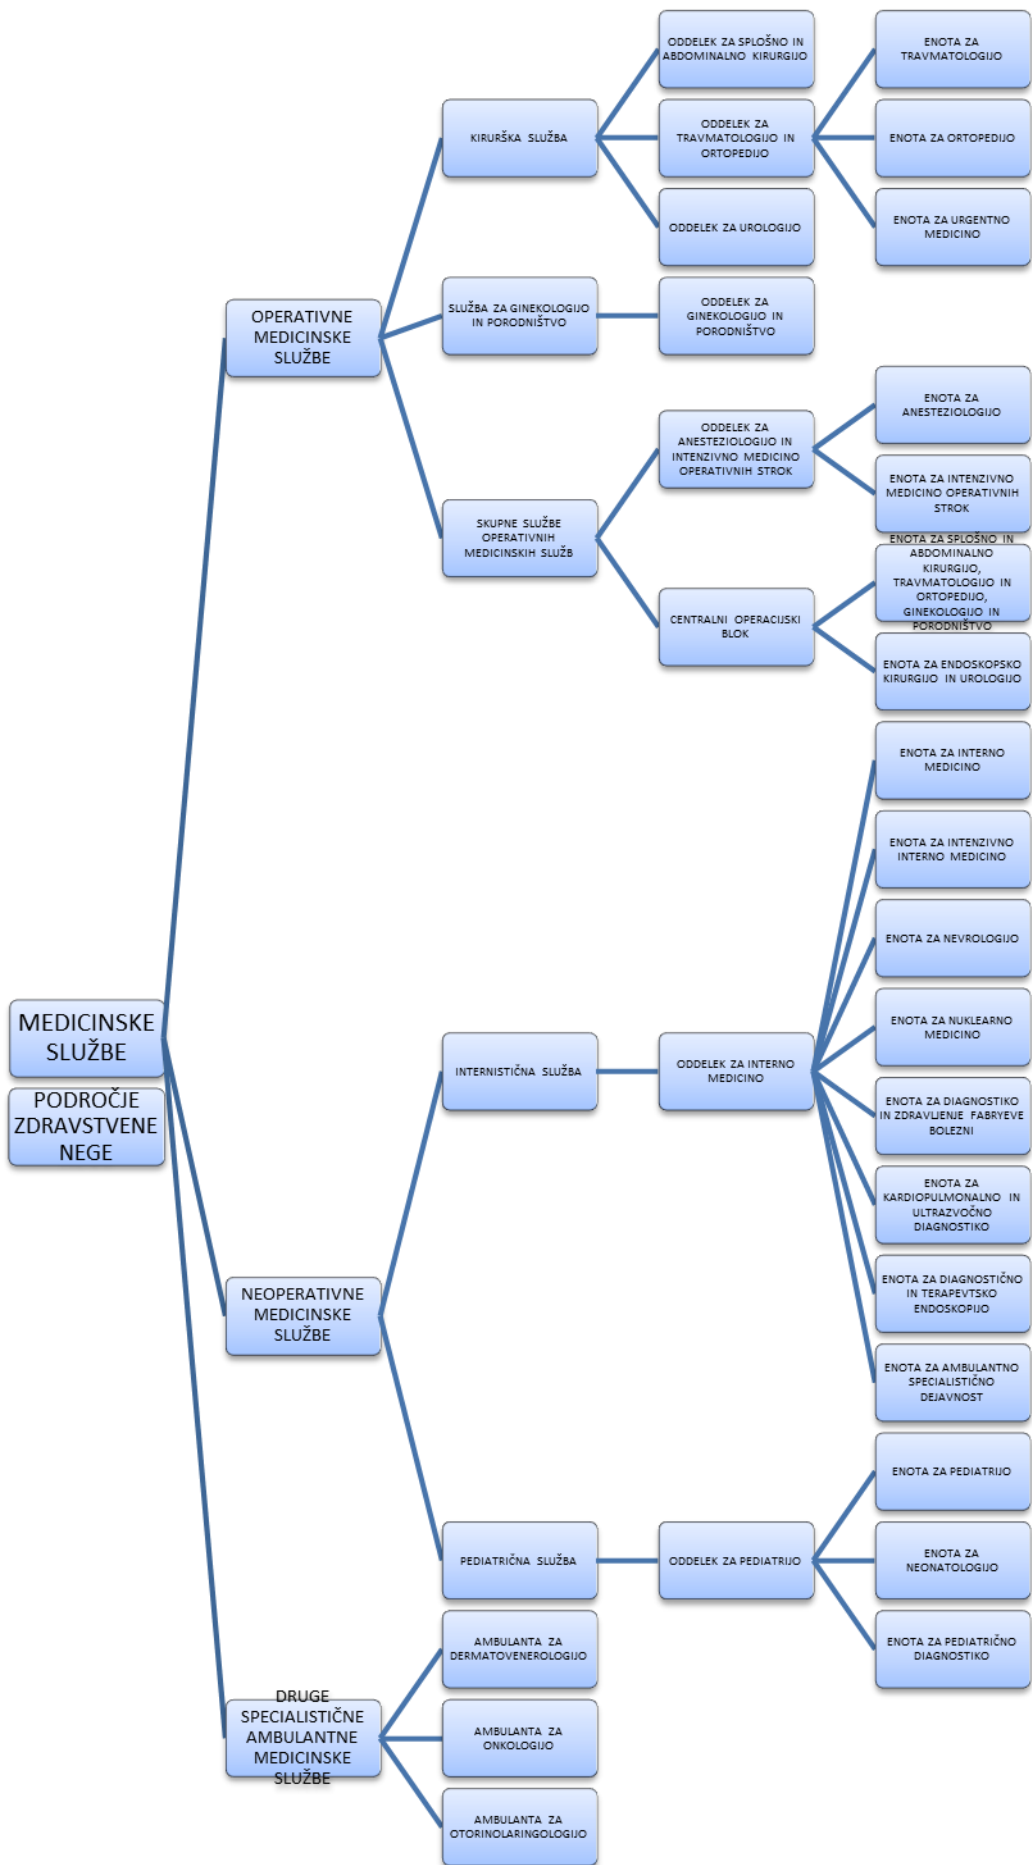 MEDICINSKE
SLUŽBE
PODROČJE
ZDRAVSTVENE
NEGE
OPERATIVNE
MEDICINSKE
SLUŽBE
KIRURŠKA SLUŽBA
ODDELEK ZA SPLOŠNO IN
ABDOMINALNO KIRURGIJO
ODDELEK ZA
TRAVMATOLOGIJO IN
ORTOPEDIJO
ENOTA ZA
TRAVMATOLOGIJO
ENOTA ZA ORTOPEDIJO
ENOTA ZA URGENTNO
MEDICINO
ODDELEK ZA UROLOGIJO
SLUŽBA ZA GINEKOLOGIJO
IN PORODNIŠTVO
ODDELEK ZA
GINEKOLOGIJO IN
PORODNIŠTVO
SKUPNE SLUŽBE
OPERATIVNIH
MEDICINSKIH SLUŽB
ODDELEK ZA
ANESTEZIOLOGIJO IN
INTENZIVNO MEDICINO
OPERATIVNIH STROK
ENOTA ZA
ANESTEZIOLOGIJO
ENOTA ZA INTENZIVNO
MEDICINO OPERATIVNIH
STROK
CENTRALNI OPERACIJSKI
BLOK
ENOTA ZA SPLOŠNO IN
ABDOMINALNO
KIRURGIJO,
TRAVMATOLOGIJO IN
ORTOPEDIJO,
GINEKOLOGIJO IN
PORODNIŠTVO
ENOTA ZA ENDOSKOPSKO
KIRURGIJO IN UROLOGIJO
NEOPERATIVNE
MEDICINSKE
SLUŽBE
INTERNISTIČNA SLUŽBA
ODDELEK ZA INTERNO
MEDICINO
ENOTA ZA INTERNO
MEDICINO
ENOTA ZA INTENZIVNO
INTERNO MEDICINO
ENOTA ZA NEVROLOGIJO
ENOTA ZA NUKLEARNO
MEDICINO
ENOTA ZA DIAGNOSTIKO
IN ZDRAVLJENJE FABRYEVE
BOLEZNI
ENOTA ZA
KARDIOPULMONALNO IN
ULTRAZVOČNO
DIAGNOSTIKO
ENOTA ZA DIAGNOSTIČNO
IN TERAPEVTSKO
ENDOSKOPIJO
ENOTA ZA AMBULANTNO
SPECIALISTIČNO
DEJAVNOST
PEDIATRIČNA SLUŽBA
ODDELEK ZA PEDIATRIJO
ENOTA ZA PEDIATRIJO
ENOTA ZA
NEONATOLOGIJO
ENOTA ZA PEDIATRIČNO
DIAGNOSTIKO
DRUGE
SPECIALISTIČNE
AMBULANTNE
MEDICINSKE
SLUŽBE
AMBULANTA ZA
DERMATOVENEROLOGIJO
AMBULANTA ZA
ONKOLOGIJO
AMBULANTA ZA
OTORINOLARINGOLOGIJO